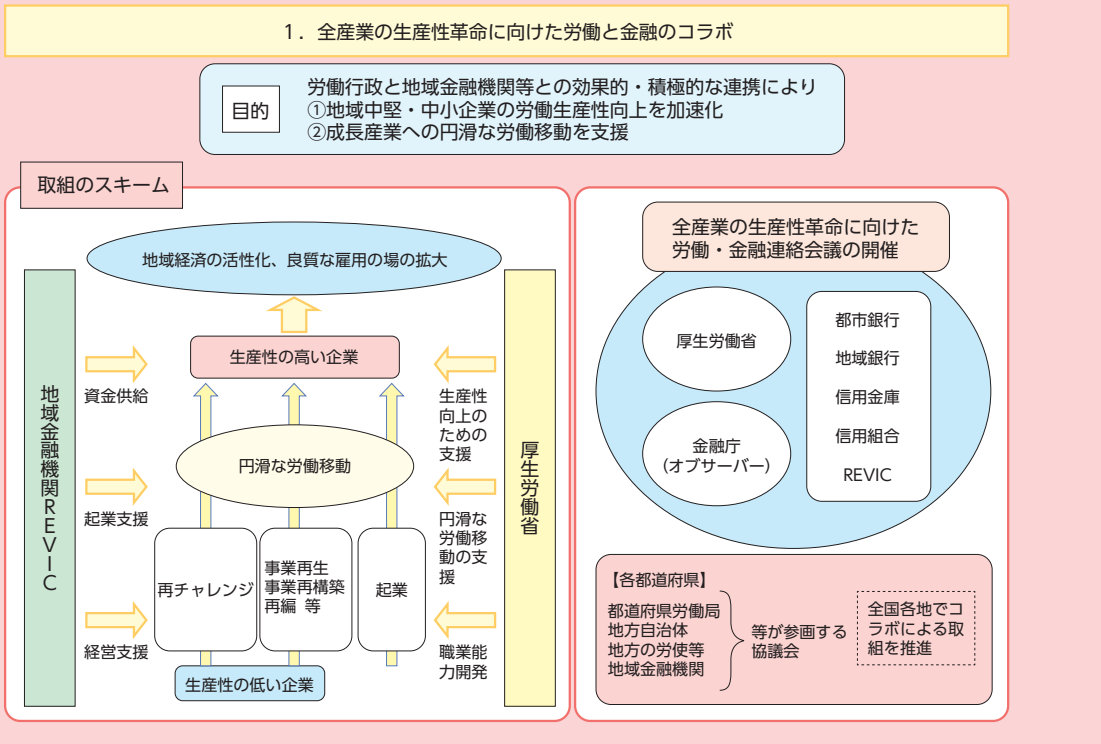 1．全産業の生産性革命に向けた労働と金融のコラボ
目的
労働行政と地域金融機関等との効果的・積極的な連携により
①地域中堅・中小企業の労働生産性向上を加速化
②成長産業への円滑な労働移動を支援
取組のスキーム
地域経済の活性化、良質な雇用の場の拡大
地域金融機関REVIC
資金供給
起業支援
経営支援
生産性の高い企業
円滑な労働移動
再チャレンジ
事業再生
事業再構築
再編 等
起業
生産性の低い企業
生産性
向上の
ための
支援
円滑な
労働移
動の支
援
職業能
力開発
厚生労働省
全産業の生産性革命に向けた
労働・金融連絡会議の開催
厚生労働省
金融庁
（オブサーバー）
都市銀行
地域銀行
信用金庫
信用組合
REVIC
【各都道府県】
都道府県労働局
地方自治体
地方の労使等
地域金融機関
等が参画する
協議会
全国各地でコ
ラボによる取
組を推進